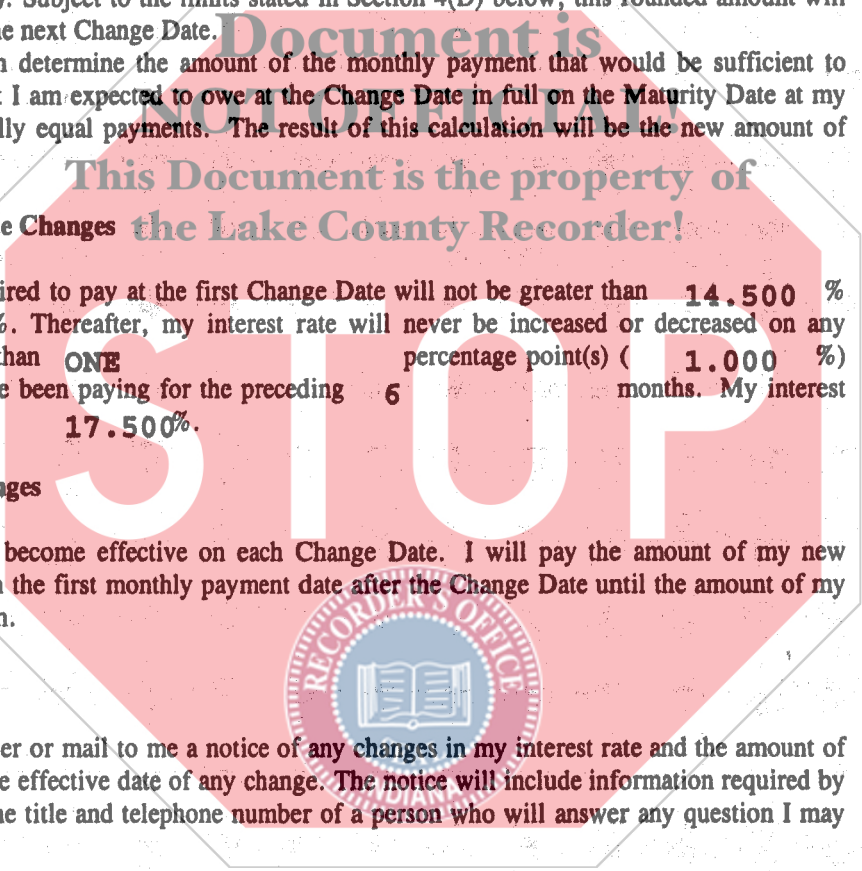 ). Subject to the limits stated in Section 4(D) below, this rounded amount will
e next Change Date.
Document is
n determine the amount of the monthly payment that would be sufficient to
t I am expected to owe at the Change Date in full on the Maturity Date at my
NOT OFFICIAL!
lly equal payments. The result of this calculation will be the new amount of
This Document is the property of
e Changes
the Lake County Recorder!
ired to pay at the first Change Date will not be greater than 14.500 %
%. Thereafter, my interest rate will never be increased or decreased on any
than ONE percentage point(s) ( 1.000 %)
e been paying for the preceding 6 months. My interest
17.500%.
STOP
nges
become effective on each Change Date. I will pay the amount of my new
n the first monthly payment date after the Change Date until the amount of my
n.
RECORDER'S OFFICE
er or mail to me a notice of any changes in my interest rate and the amount of
e effective date of any change. The notice will include information required by
INDIANA
ne title and telephone number of a person who will answer any question I may